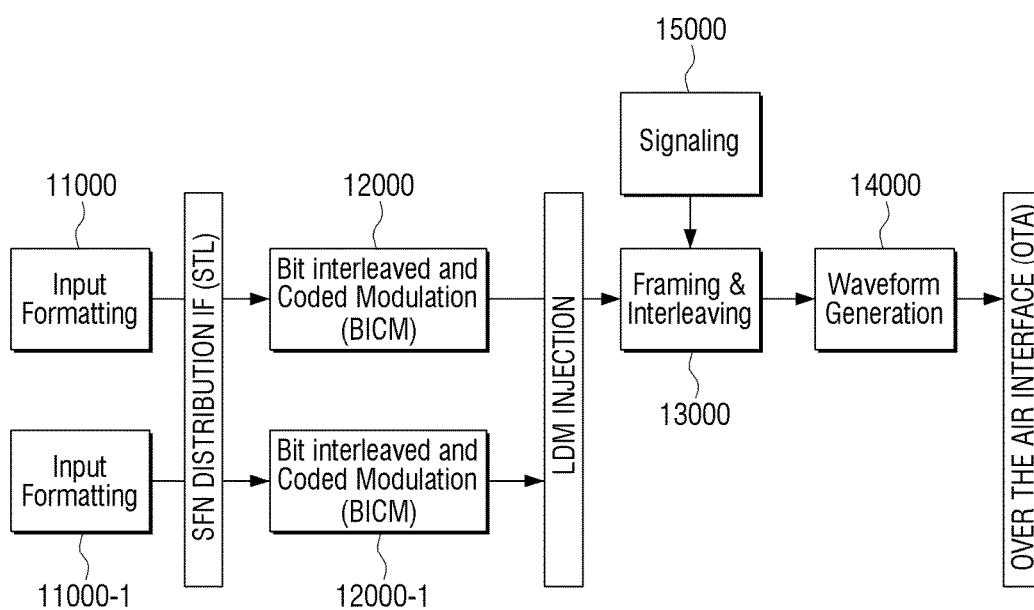 15000
Signaling
11000
12000
14000
Input
Formatting
SFN DISTRIBUTION IF (STL)
Bit interleaved and
Coded Modulation
(BICM)
LDM INJECTION
Framing &
Interleaving
Waveform
Generation
OVER THE AIR INTERFACE (OTA)
13000
Input
Formatting
Bit interleaved and
Coded Modulation
(BICM)
11000-1
12000-1